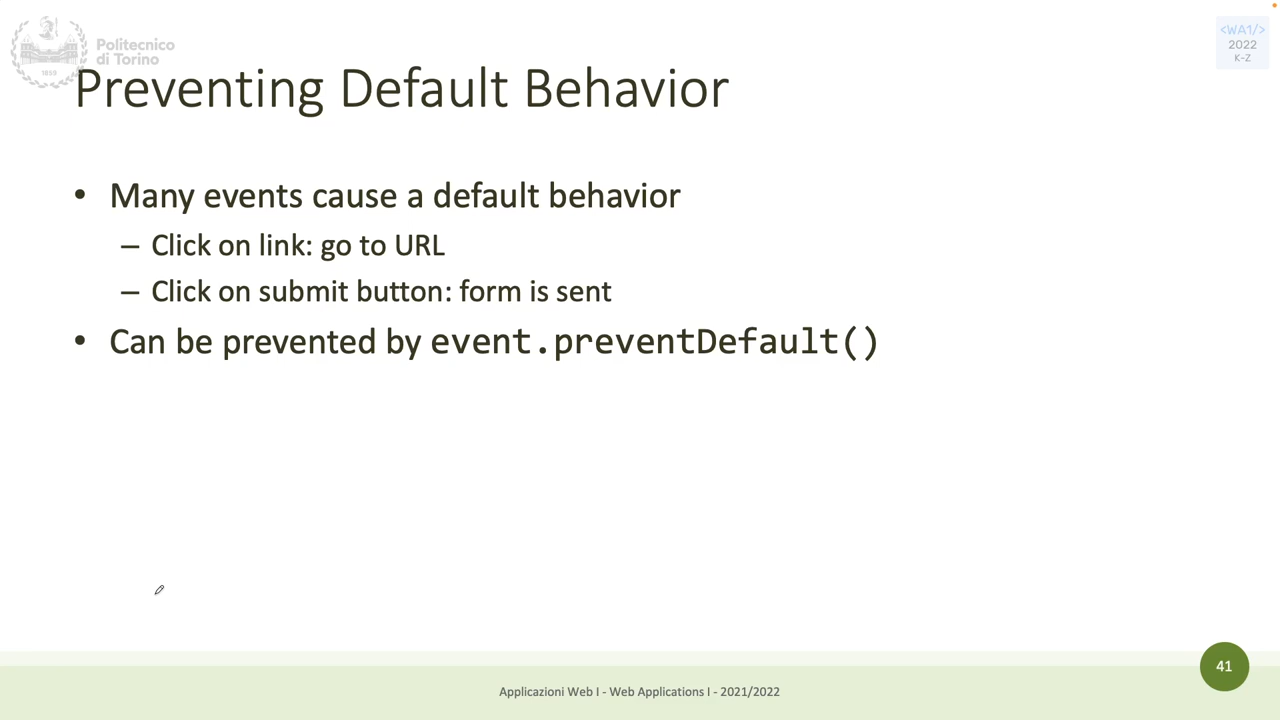 Politecnico
di Torino
1859
<WA1/>
2022
K-Z
Preventing Default Behavior
• Many events cause a default behavior
– Click on link: go to URL
– Click on submit button: form is sent
• Can be prevented by event.preventDefault()
41
Applicazioni Web I - Web Applications I - 2021/2022